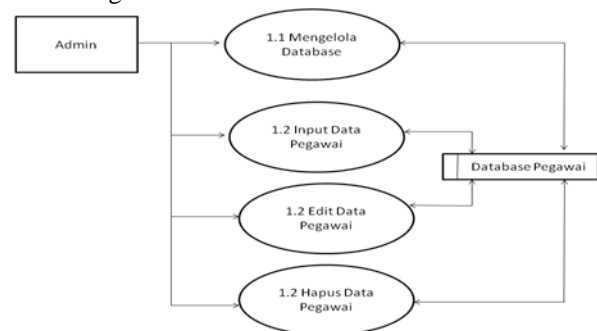 Admin
1.1 Mengelola
Database
1.2 Input Data
Pegawai
Database Pegawai
1.2 Edit Data
Pegawai
1.2 Hapus Data
Pegawai